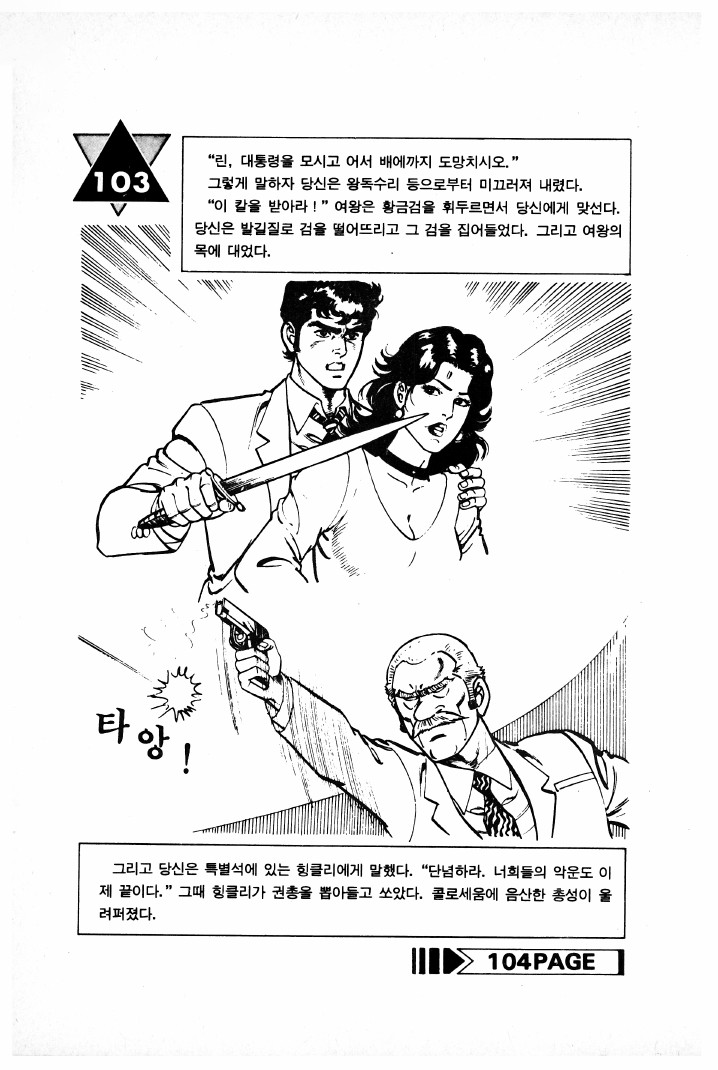 103
“린, 대통령을 모시고 어서 배에까지 도망치시오.”
그렇게 말하자 당신은 왕독수리 등으로부터 미끄러져 내렸다.
“이 칼을 받아라!” 여왕은 황금검을 휘두르면서 당신에게 맞선다.
당신은 발길질로 검을 떨어뜨리고 그 검을 집어들었다. 그리고 여왕의
목에 대었다.
타앙!
그리고 당신은 특별석에 있는 힝클리에게 말했다. “단념하라. 너희들의 악운도 이
제 끝이다.” 그때 힝클리가 권총을 뽑아들고 쏘았다. 콜로세움에 음산한 총성이 울
려퍼졌다.
104PAGE